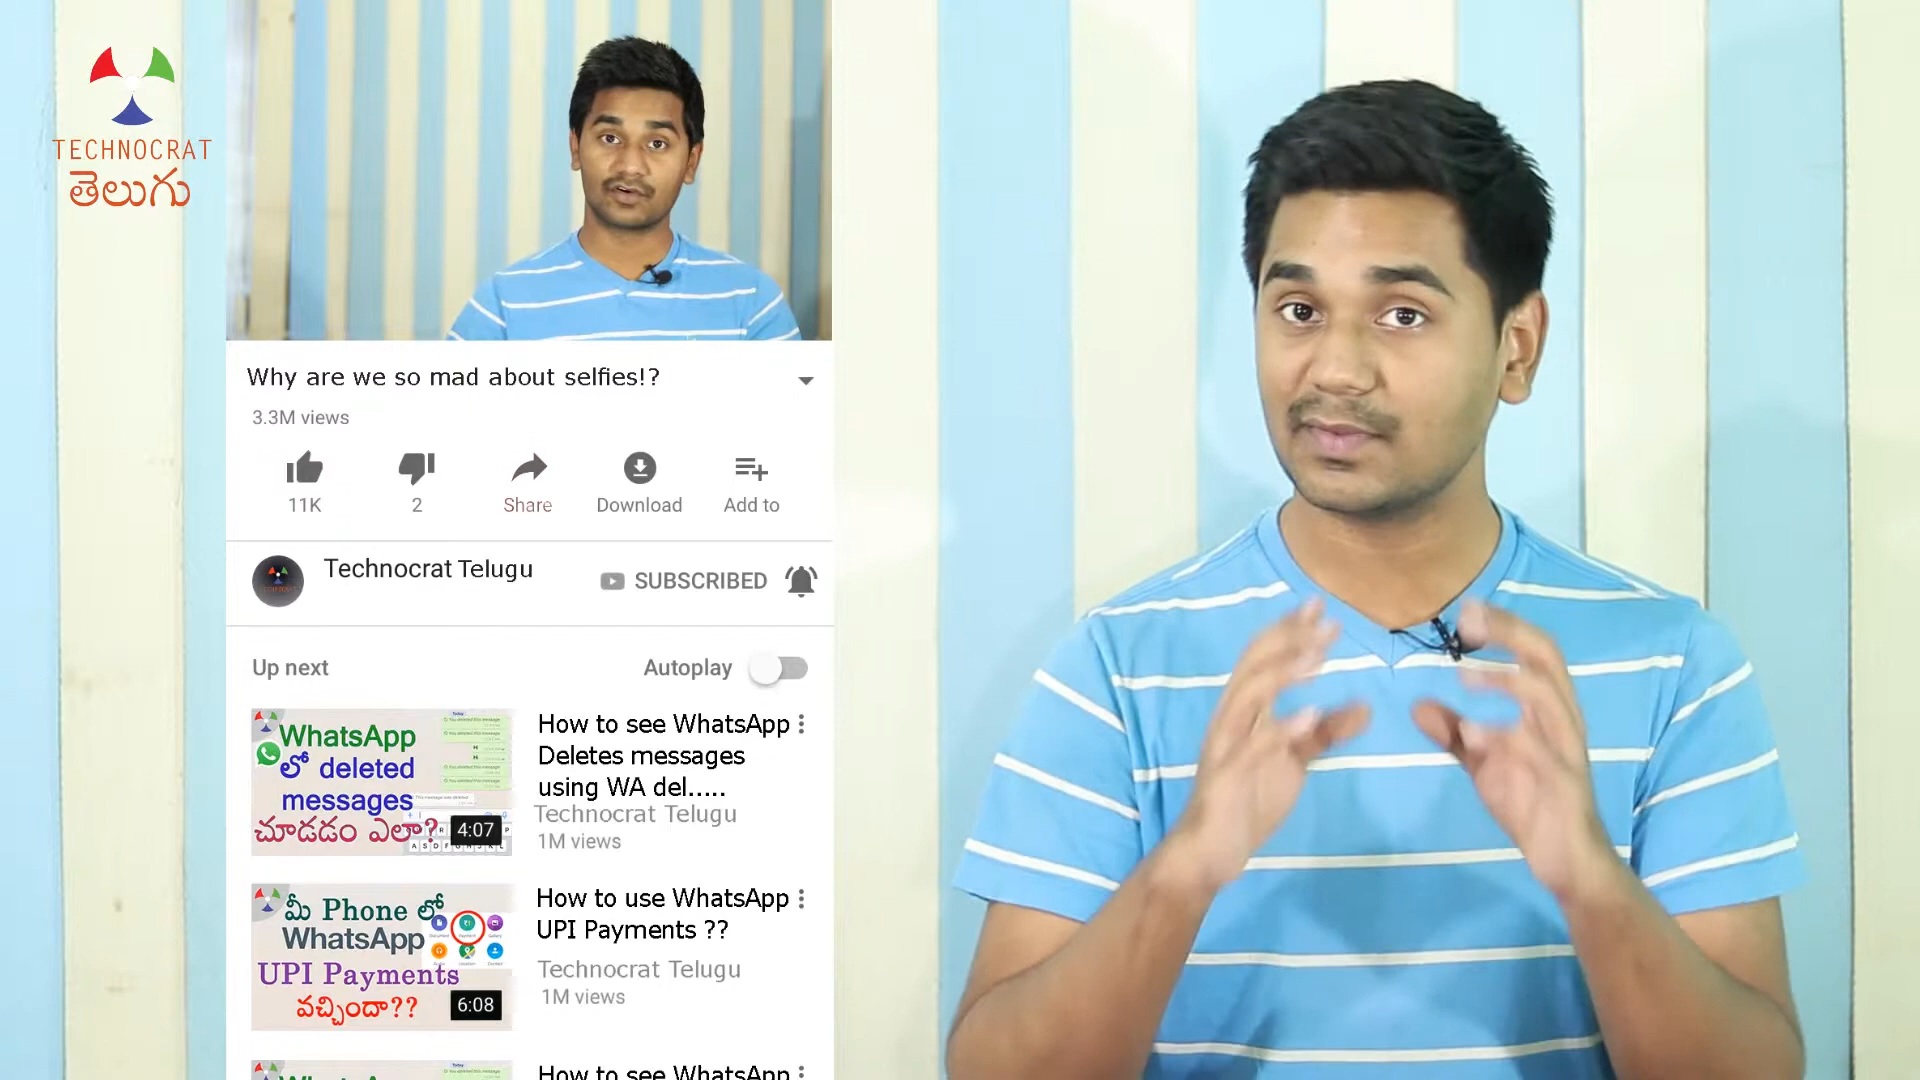 TECHNOCRAT
తెలుగు
Why are we so mad about selfies!?
3.3M views
11K
2
Share
Download
Add to
Technocrat Telugu
SUBSCRIBED
Up next
Autoplay
WhatsApp
లో deleted
messages
చూడడం ఎలా?
4:07
How to see WhatsApp
Deletes messages
using WA del.....
Technocrat Telugu
1M views
మీ Phone లో
WhatsApp
UPI Payments
వచ్చిందా??
6:08
How to use WhatsApp
UPI Payments ??
Technocrat Telugu
1M views
WhatsApp
How to see WhatsApp